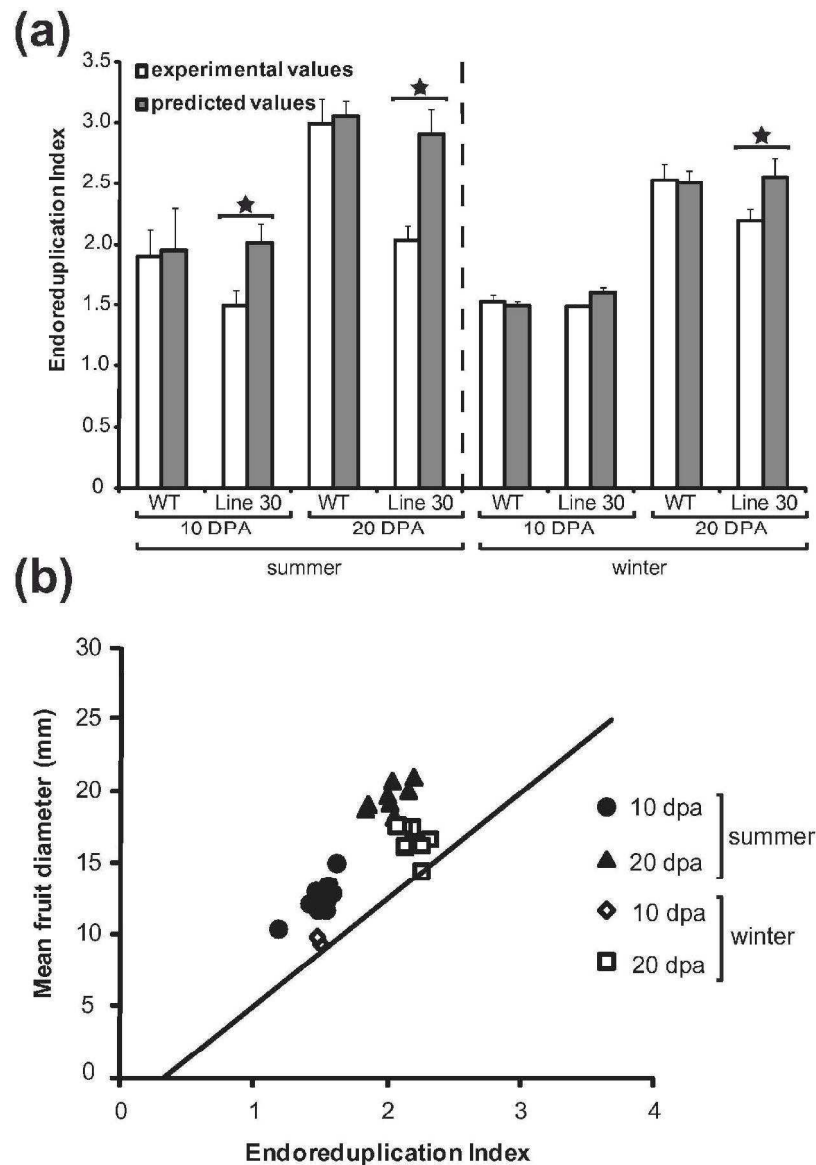 (a)
3.5
3.0
2.5
2.0
1.5
1.0
0.5
0
Endoreduplication Index
experimental values
predicted values
WT Line 30 WT Line 30 WT Line 30 WT Line 30
10 DPA 20 DPA 10 DPA 20 DPA
summer winter
(b)
30
25
20
15
10
5
0
Mean fruit diameter (mm)
10 dpa
20 dpa
summer
10 dpa
20 dpa
winter
0 1 2 3 4
Endoreduplication Index